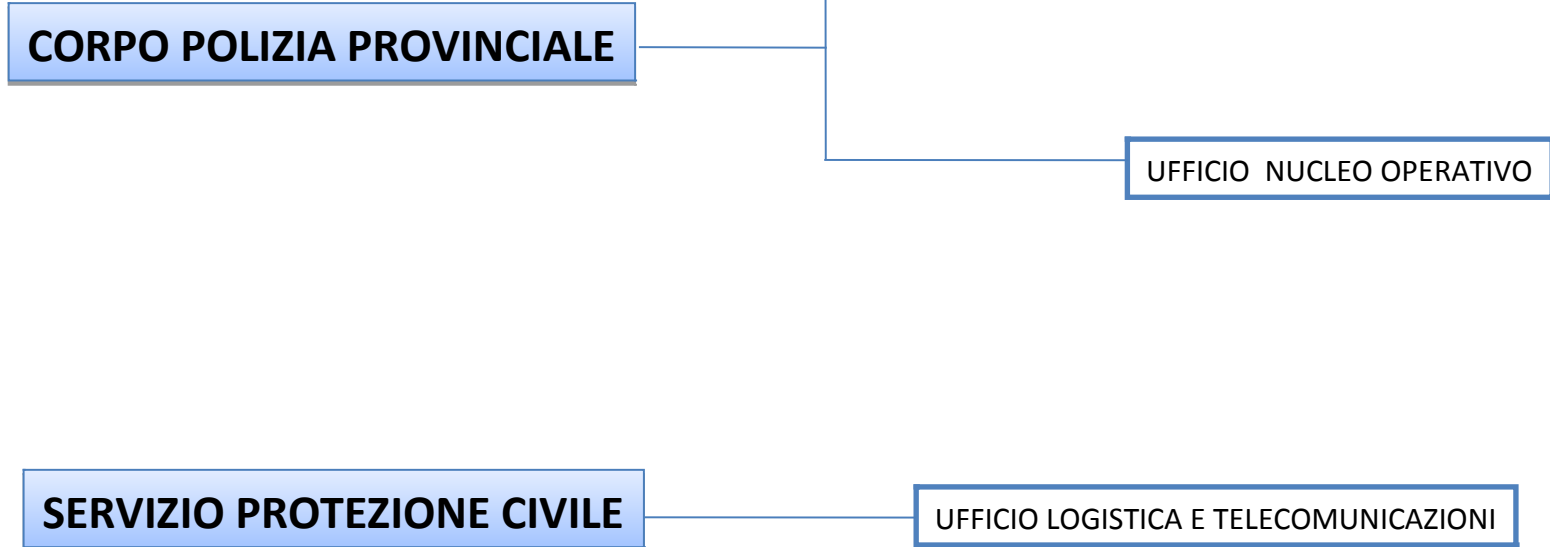 CORPO POLIZIA PROVINCIALE
UFFICIO  NUCLEO OPERATIVO
SERVIZIO PROTEZIONE CIVILE
UFFICIO LOGISTICA E TELECOMUNICAZIONI